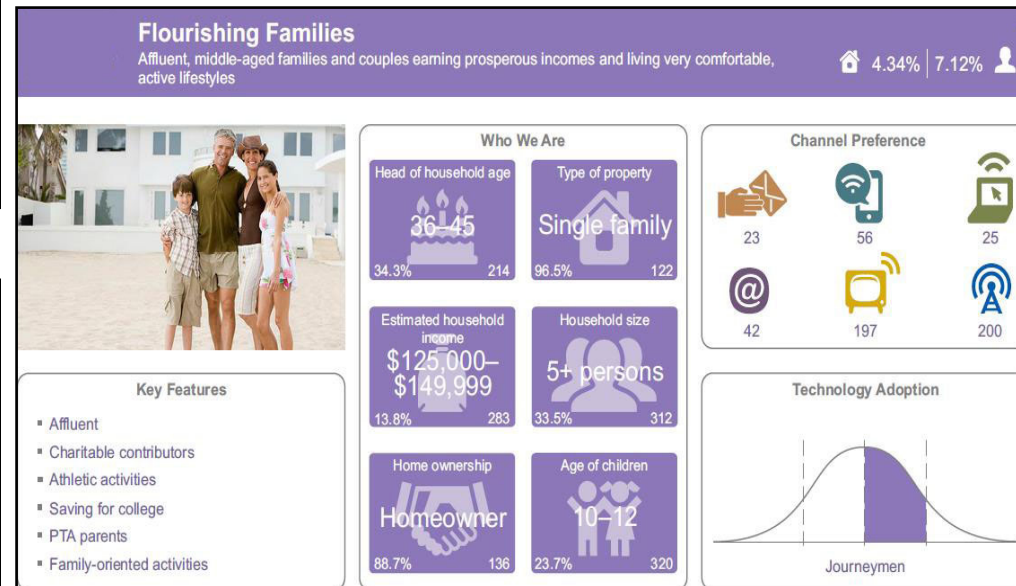 Flourishing Families
Affluent, middle-aged families and couples earning prosperous incomes and living very comfortable,
active lifestyles
4.34% | 7.12%
Who We Are
Head of household age
36–45
34.3% 214
Type of property
Single family
96.5% 122
Estimated household
income
$125,000–
$149,999
13.8% 283
Household size
5+ persons
33.5% 312
Home ownership
Homeowner
88.7% 136
Age of children
10–12
23.7% 320
Channel Preference
23 56 25
@
42 197 200
Key Features
▪ Affluent
▪ Charitable contributors
▪ Athletic activities
▪ Saving for college
▪ PTA parents
▪ Family-oriented activities
Technology Adoption
Journeymen